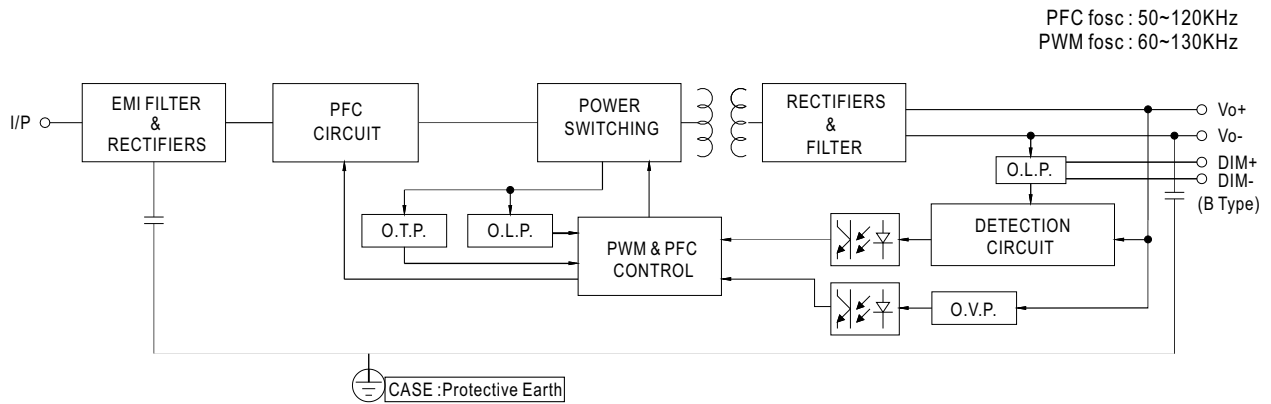 PFC fosc : 50~120KHz
PWM fosc : 60~130KHz
I/P
EMI FILTER
&
RECTIFIERS
PFC
CIRCUIT
POWER
SWITCHING
RECTIFIERS
&
FILTER
Vo+
Vo-
DIM+
DIM-
(B Type)
O.L.P.
O.T.P.
O.L.P.
PWM & PFC
CONTROL
DETECTION
CIRCUIT
O.V.P.
CASE :Protective Earth